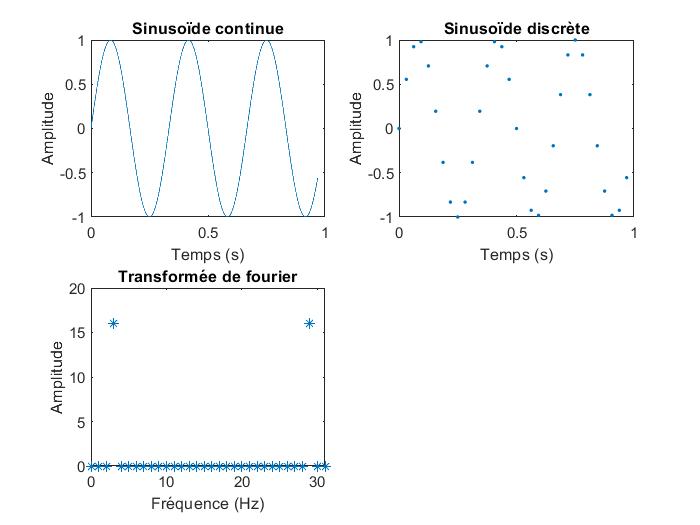 Sinusoïde continue
1
0.5
0
-0.5
-1
Amplitude
0 0.5 1
Temps (s)
Sinusoïde discrète
1
0.5
0
-0.5
-1
Amplitude
0 0.5 1
Temps (s)
Transformée de fourier
20
15
10
5
0
Amplitude
0 10 20 30
Fréquence (Hz)